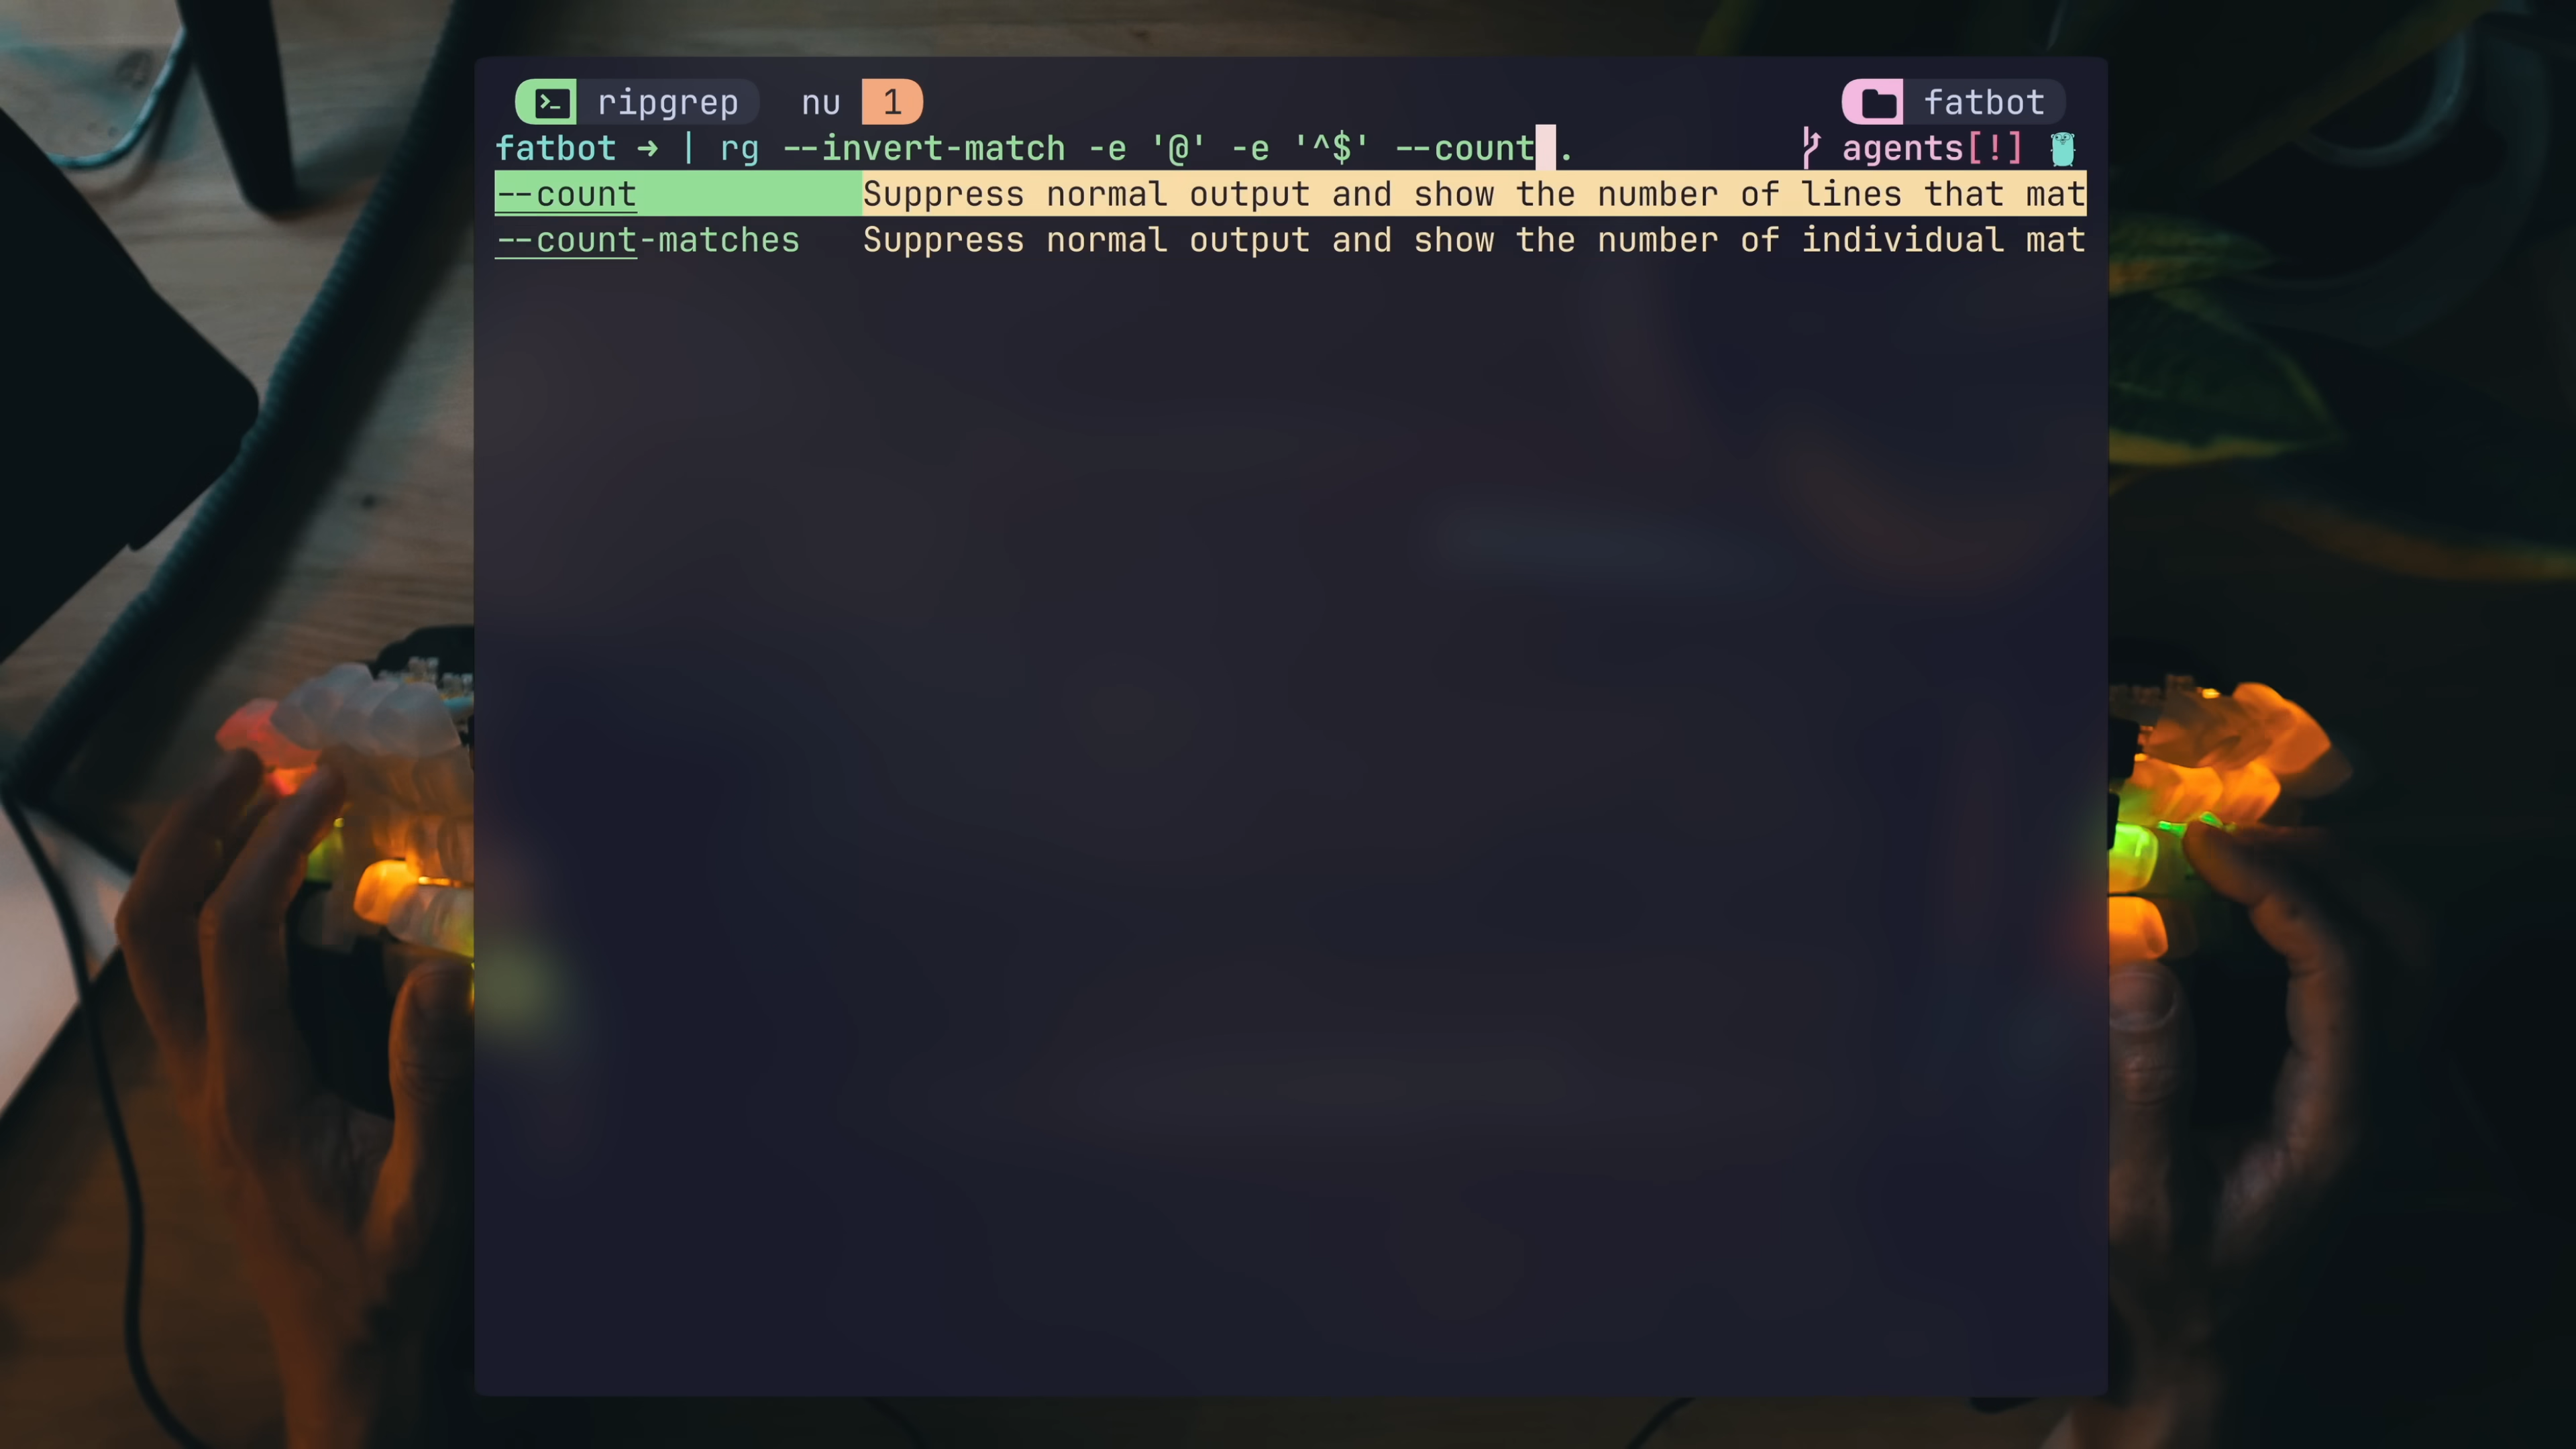 ripgrep nu 1 fatbot
fatbot → | rg --invert-match -e '@' -e '^$' --count . agents[!]
--count Suppress normal output and show the number of lines that mat
--count-matches Suppress normal output and show the number of individual mat